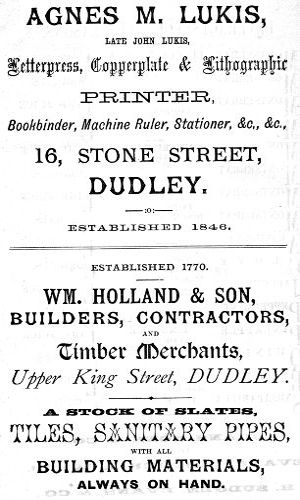 AGNES M. LUKIS,
LATE JOHN LUKIS,
Letterpress, Copperplate & Lithographic
PRINTER,
Bookbinder, Machine Ruler, Stationer, &c., &c.,
16, STONE STREET,
DUDLEY.
:o:
ESTABLISHED 1846.
ESTABLISHED 1770.
WM. HOLLAND & SON,
BUILDERS, CONTRACTORS,
AND
Timber Merchants,
Upper King Street, DUDLEY.
A STOCK OF SLATES,
TILES, SANITARY PIPES,
WITH ALL
BUILDING MATERIALS,
ALWAYS ON HAND.